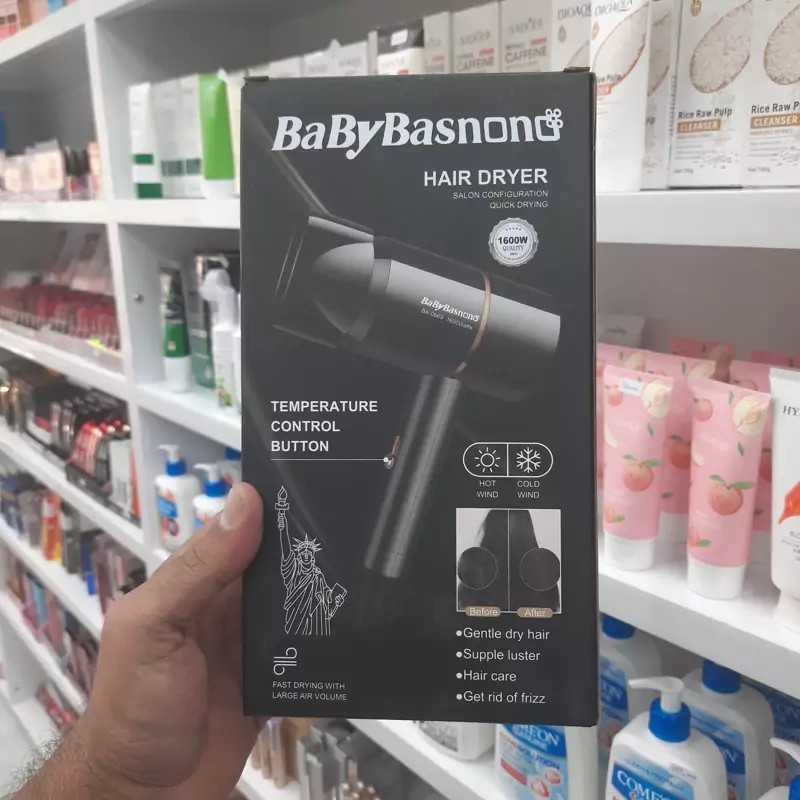 BaByBasnono
HAIR DRYER
SALON CONFIGURATION
QUICK DRYING
1600W
QUALITY
BaByBasnono
TEMPERATURE
CONTROL
BUTTON
HOT
WIND
COLD
WIND
Before
After
•Gentle dry hair
•Supple luster
•Hair care
•Get rid of frizz
FAST DRYING WITH
LARGE AIR VOLUME
CAFFEINE
CAFFEINE
BIOAQUA
Rice Raw Pulp
CLEANSER
Rice Raw Pulp
CLEANSER